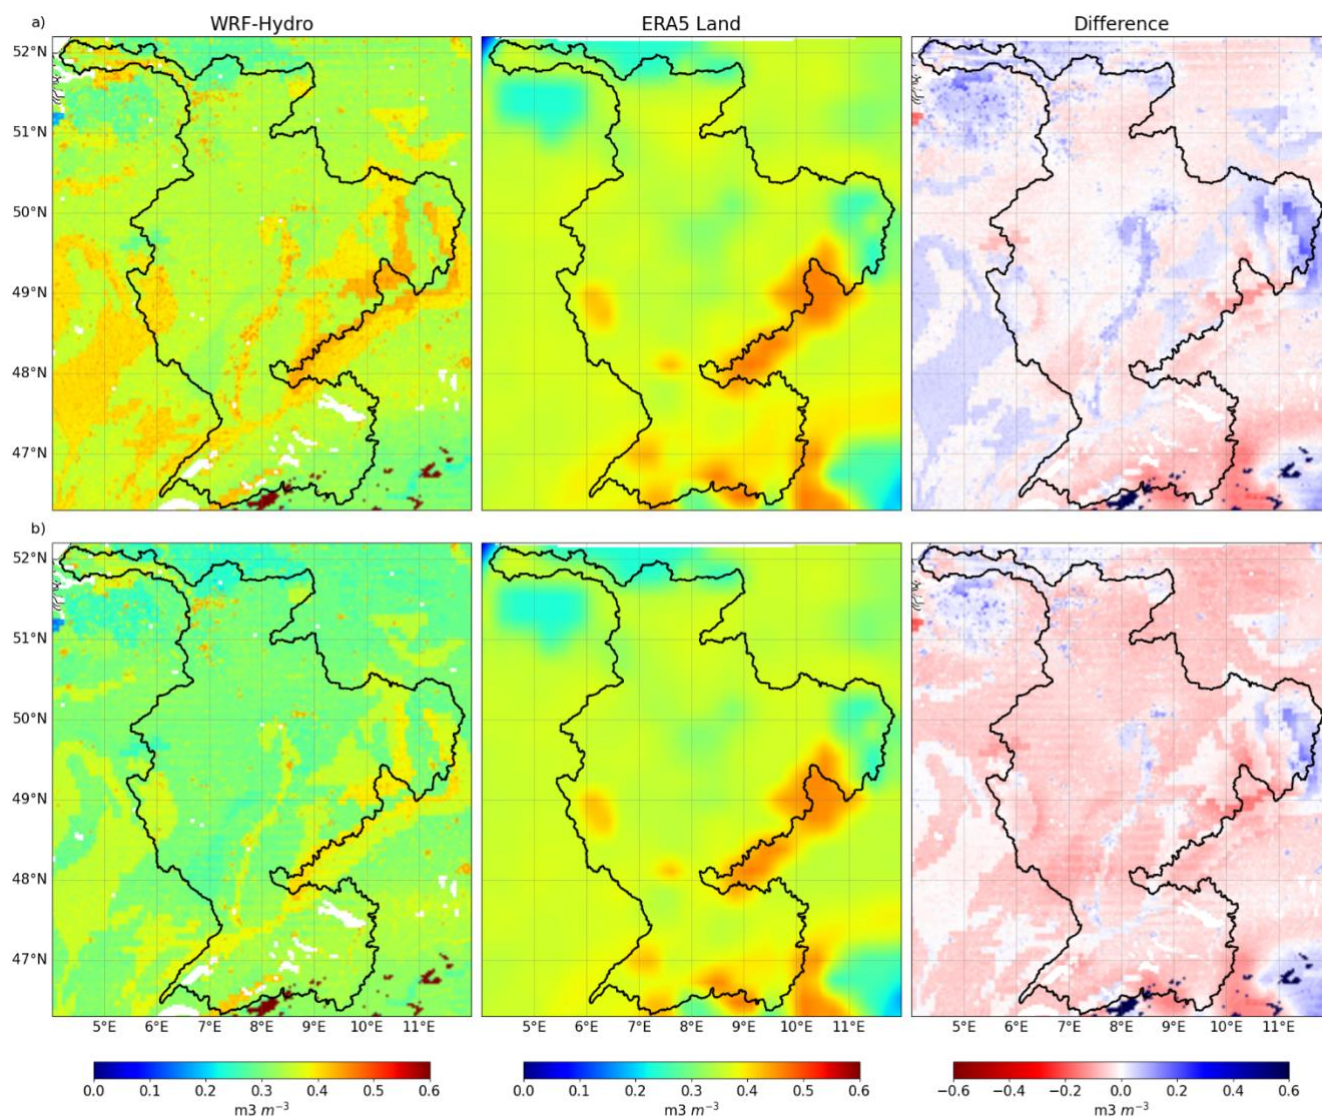 a)
WRF-Hydro ERA5 Land Difference
52°N
51°N
50°N
49°N
48°N
47°N
b)
52°N
51°N
50°N
49°N
48°N
47°N
5°E 6°E 7°E 8°E 9°E 10°E 11°E 5°E 6°E 7°E 8°E 9°E 10°E 11°E 5°E 6°E 7°E 8°E 9°E 10°E 11°E
0.0 0.1 0.2 0.3 0.4 0.5 0.6 0.0 0.1 0.2 0.3 0.4 0.5 0.6 −0.6 −0.4 −0.2 0.0 0.2 0.4 0.6
m3 m⁻³ m3 m⁻³ m3 m⁻³